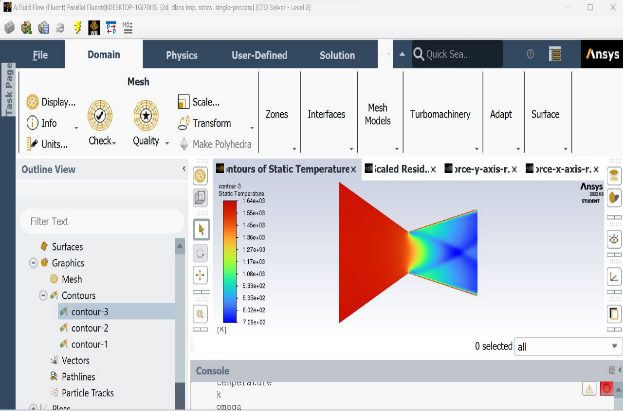 A:Fluid Flow (Fluent) Parallel Fluent@DESKTOP-1GI70HS [2d, dbns imp, sstkw, single-process] [CFD Solver - Level 2]
File
Domain
Physics
User-Defined
Solution
Quick Sea...
Ansys
Task Page
Mesh
Display...
Info
Units...
Check
Quality
Scale...
Transform
Make Polyhedra
Zones
Interfaces
Mesh
Models
Turbomachinery
Adapt
Surface
Outline View
Filter Text
Surfaces
Graphics
Mesh
Contours
contour-3
contour-2
contour-1
Vectors
Pathlines
Particle Tracks
Plots
ontours of Static Temperature
caled Resid..
orce-y-axis-r.
orce-x-axis-r.
contour-3
Static Temperature
1.64e+03
1.55e+03
1.45e+03
1.36e+03
1.27e+03
1.17e+03
1.08e+03
9.89e+02
8.95e+02
8.02e+02
7.08e+02
[K]
Ansys
2022 R2
STUDENT
0 selected
all
Console
temperature
k
omega